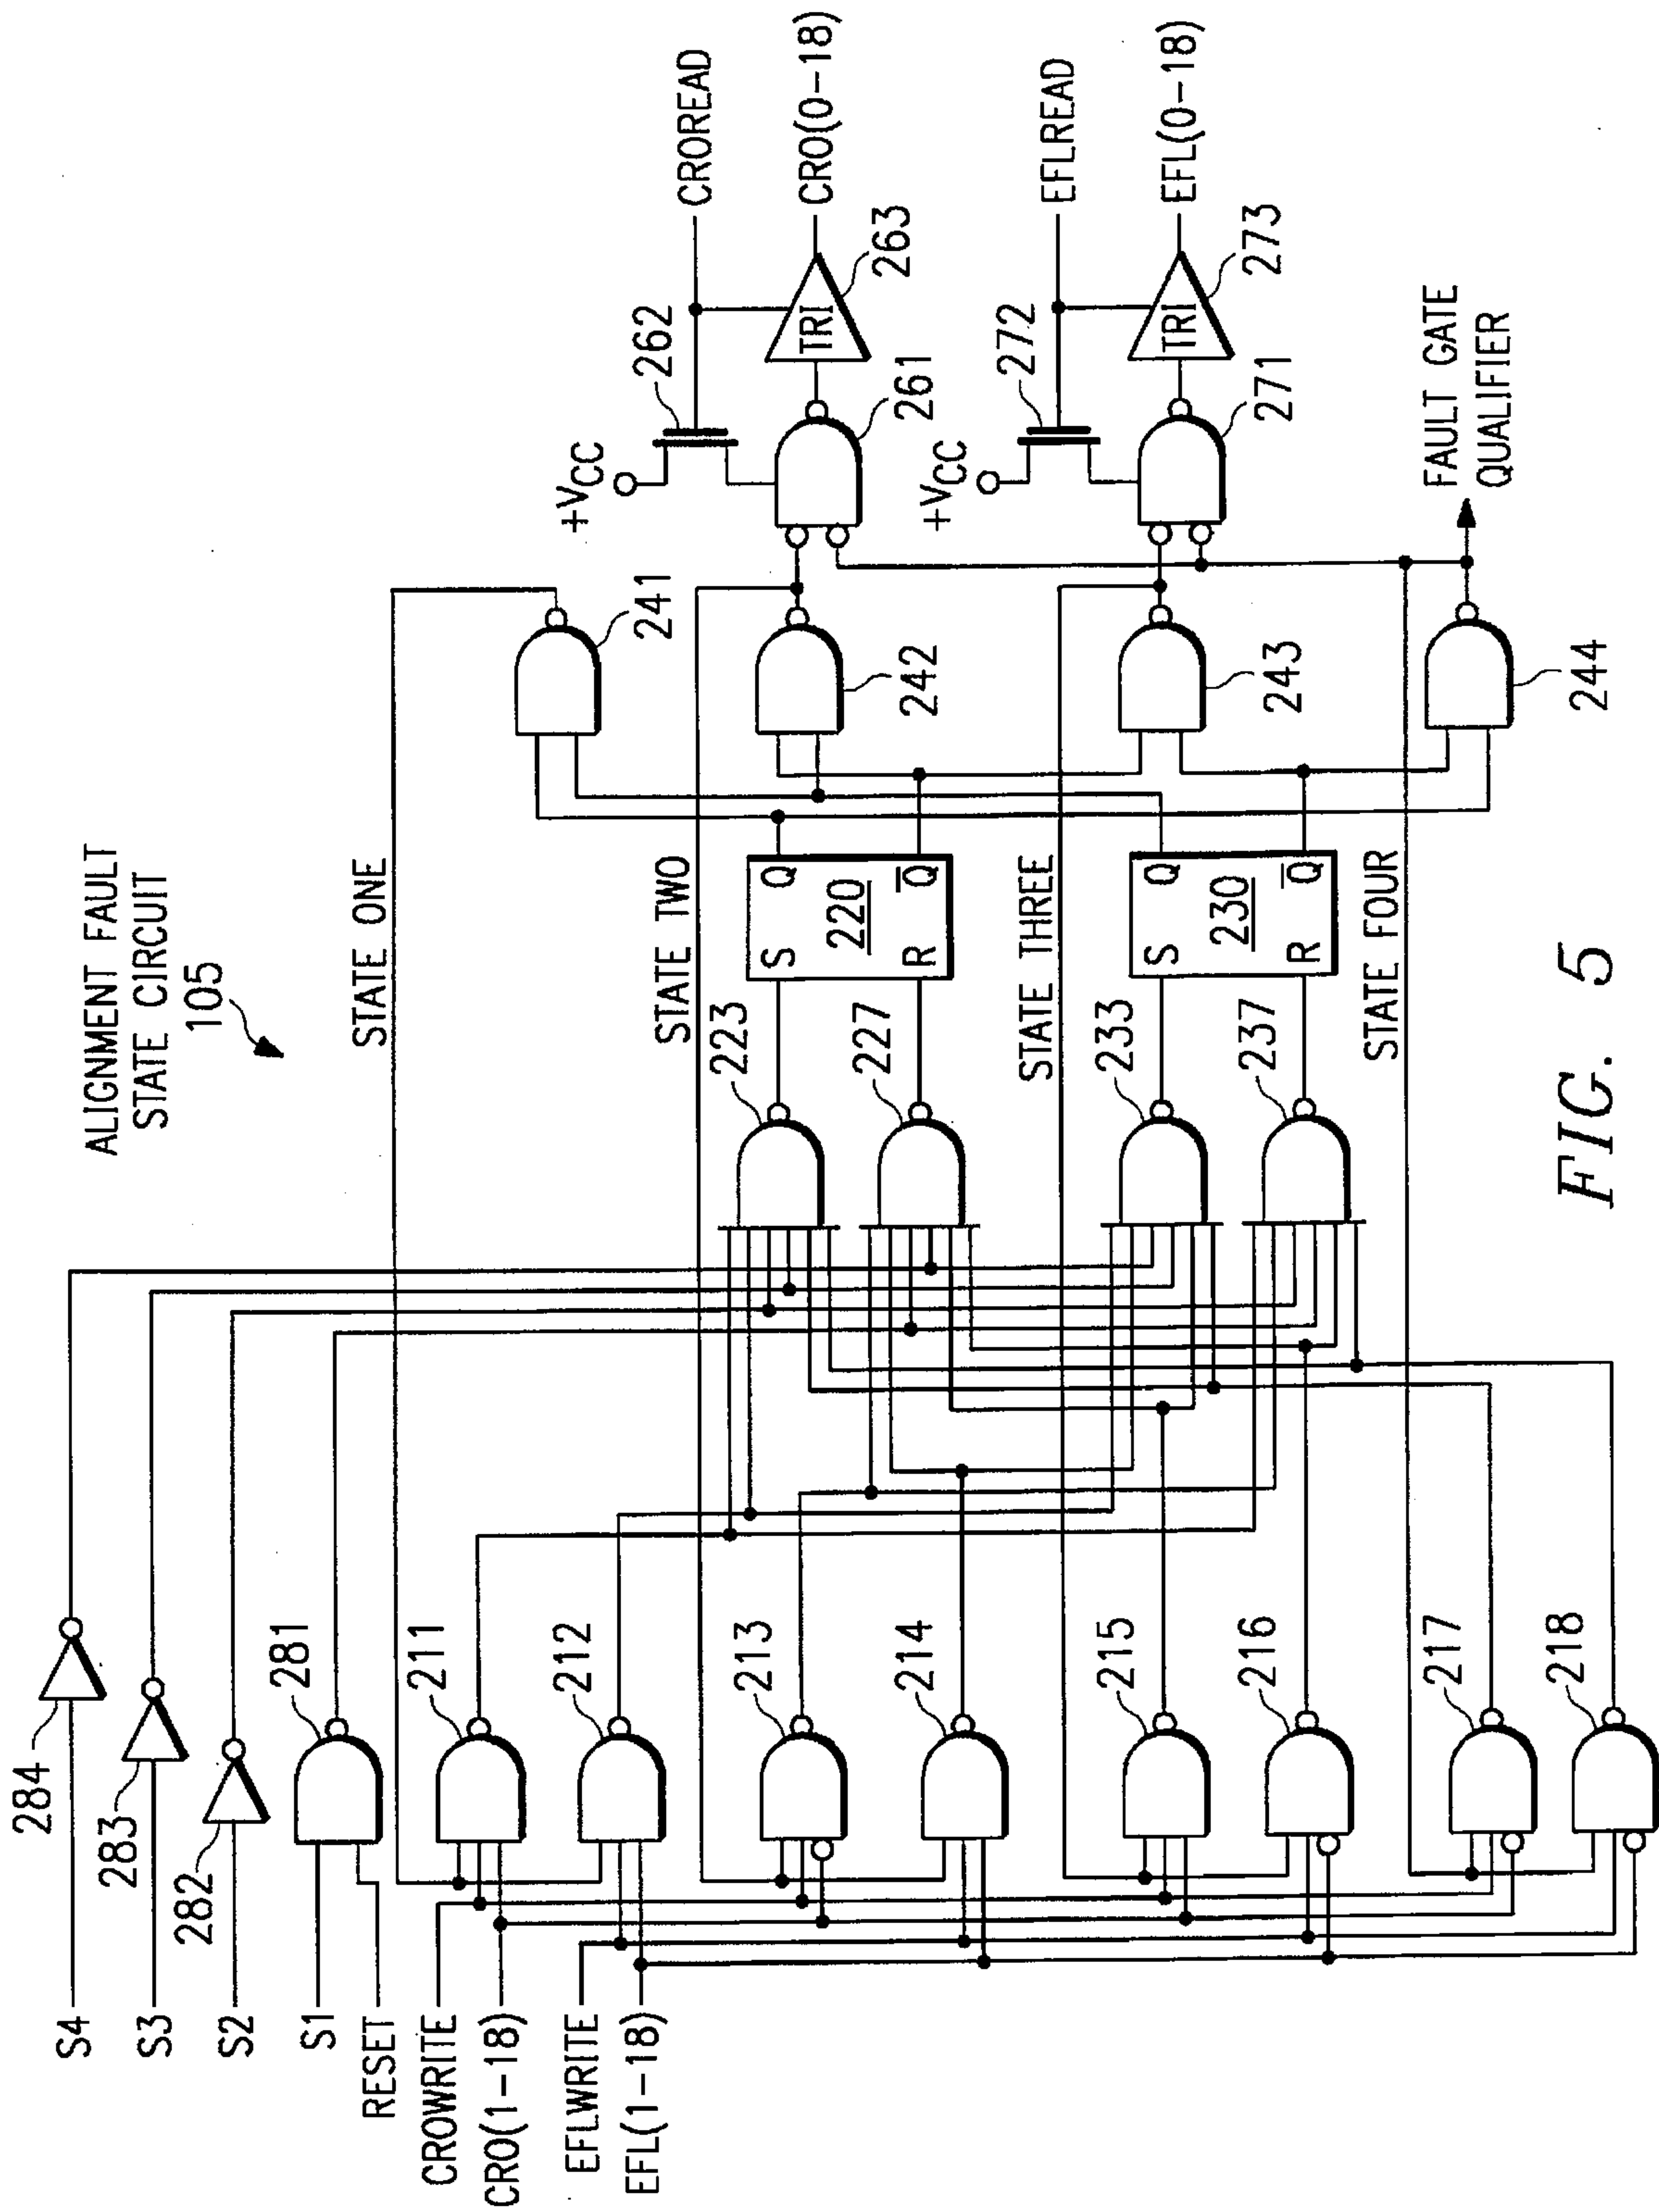 ALIGNMENT FAULT
STATE CIRCUIT
105
S4
S3
S2
S1
RESET
CROWRITE
CRO(1-18)
EFLWRITE
EFL(1-18)
284
283
282
281
211
212
213
214
215
216
217
218
STATE ONE
STATE TWO
STATE THREE
STATE FOUR
223
227
233
237
S
Q
220
R
Q
S
Q
230
R
Q
241
242
243
244
+VCC
262
CROREAD
TRI
CRO(0-18)
263
261
+VCC
272
EFLREAD
TRI
EFL(0-18)
273
271
FAULT GATE
QUALIFIER
FIG. 5